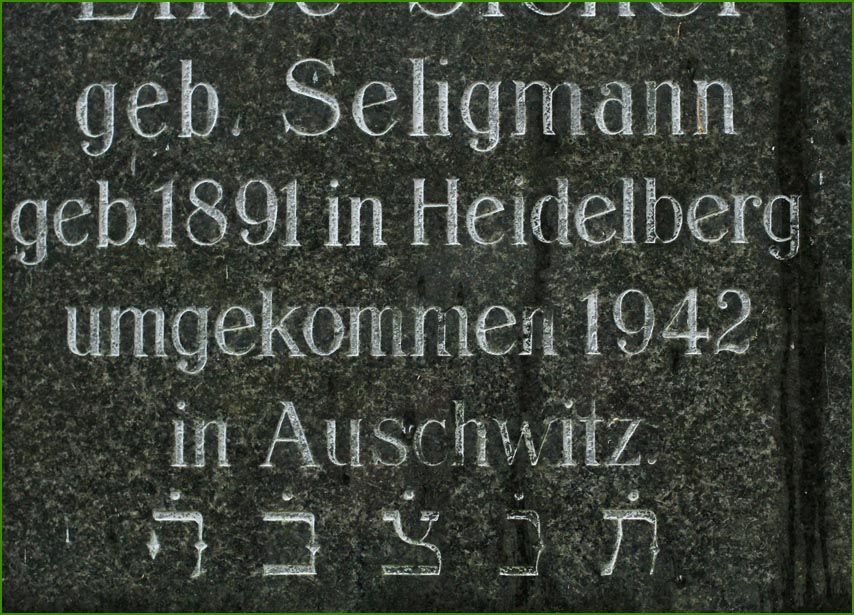 geb. Seligmann
geb. 1891 in Heidelberg
umgekommen 1942
in Auschwitz.
תׄ נׄ צׄ בׄ הׄ